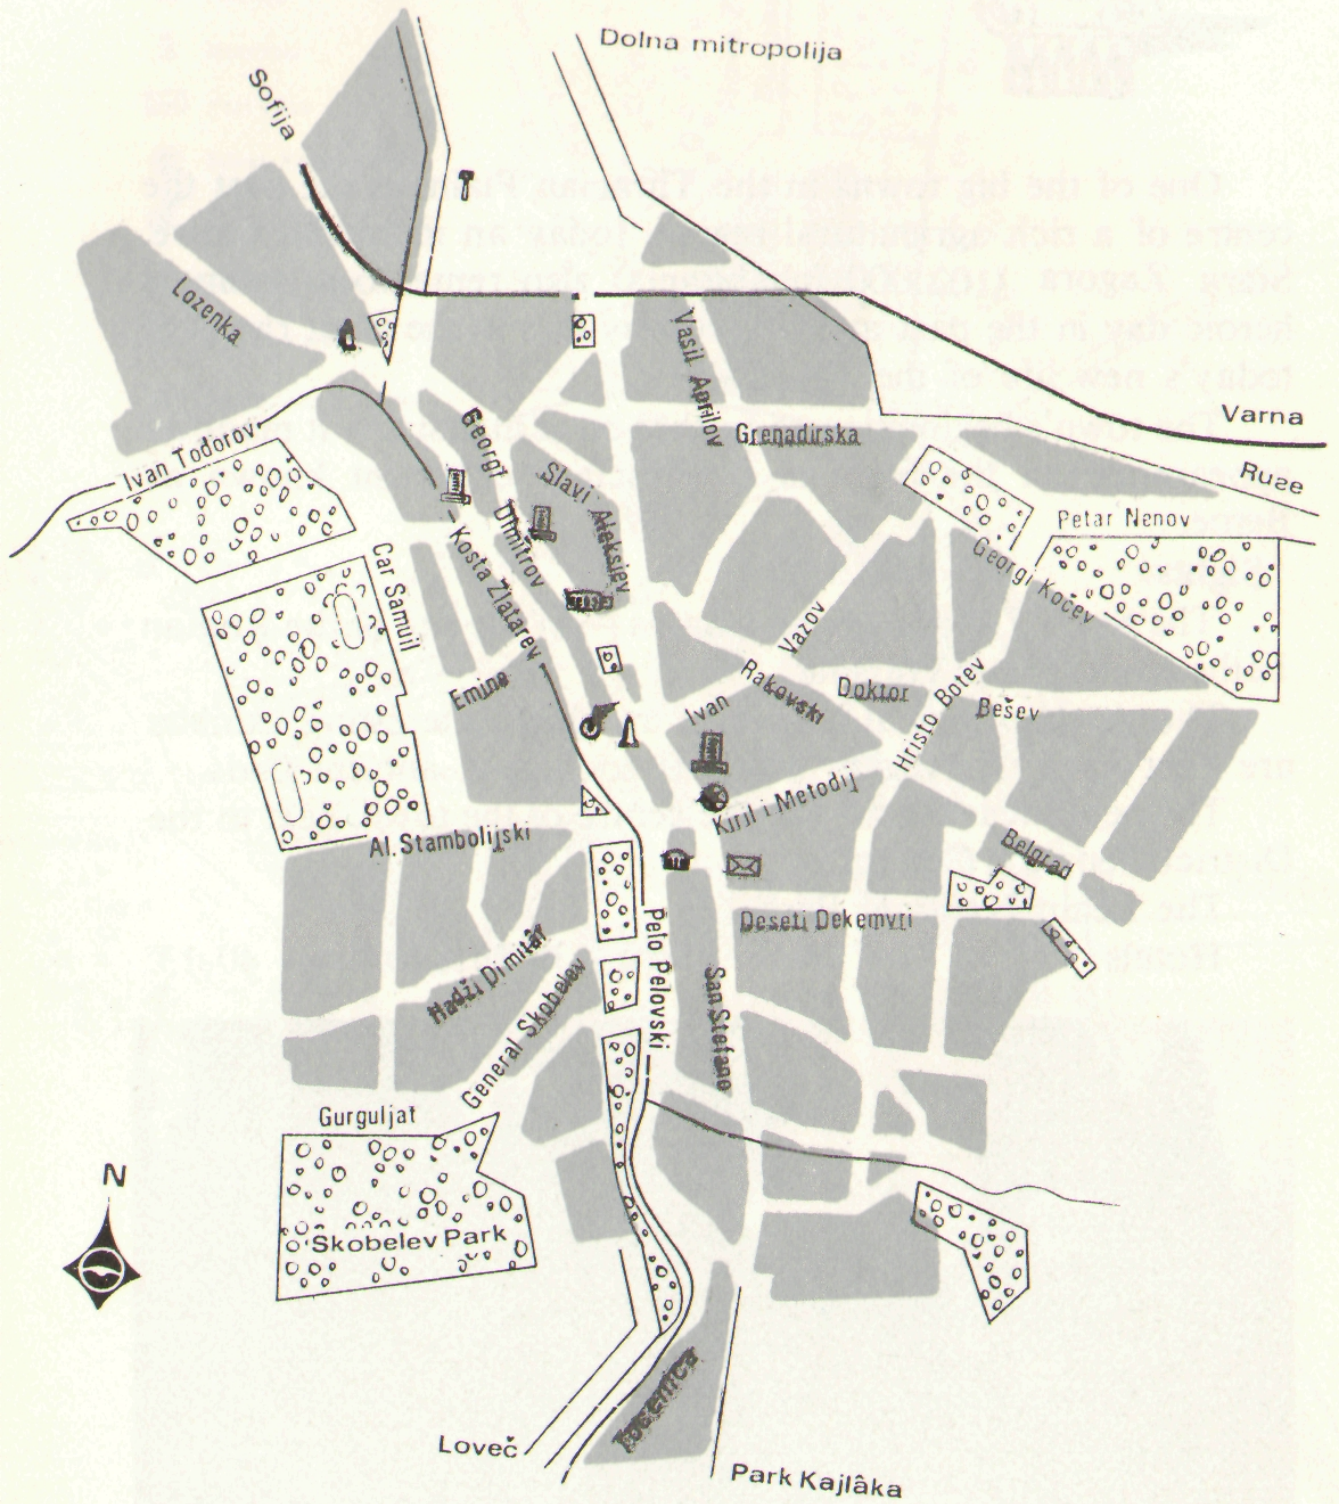 Dolna mitropolija
Sofija
Lozenka
Vasil Aprilov
Varna
Grenadirska
Georgi Dimitrov
Ivan Todorov
Ruse
Slavi Aleksiev
Petar Nenov
Georgi Kočev
Car Samuil
Kosta Zlatarev
Ivan Vazov
Rakovski
Doktor Bešev
Hristo Botev
Emine
Kiril i Metodij
Al. Stambolijski
Belgrad
Deseti Dekemvri
Pelo Pelovski
Hadži Dimitâr
General Skobelev
San Stefano
Gurguljat
N
Skobelev Park
Tučenica
Loveč
Park Kajlâka